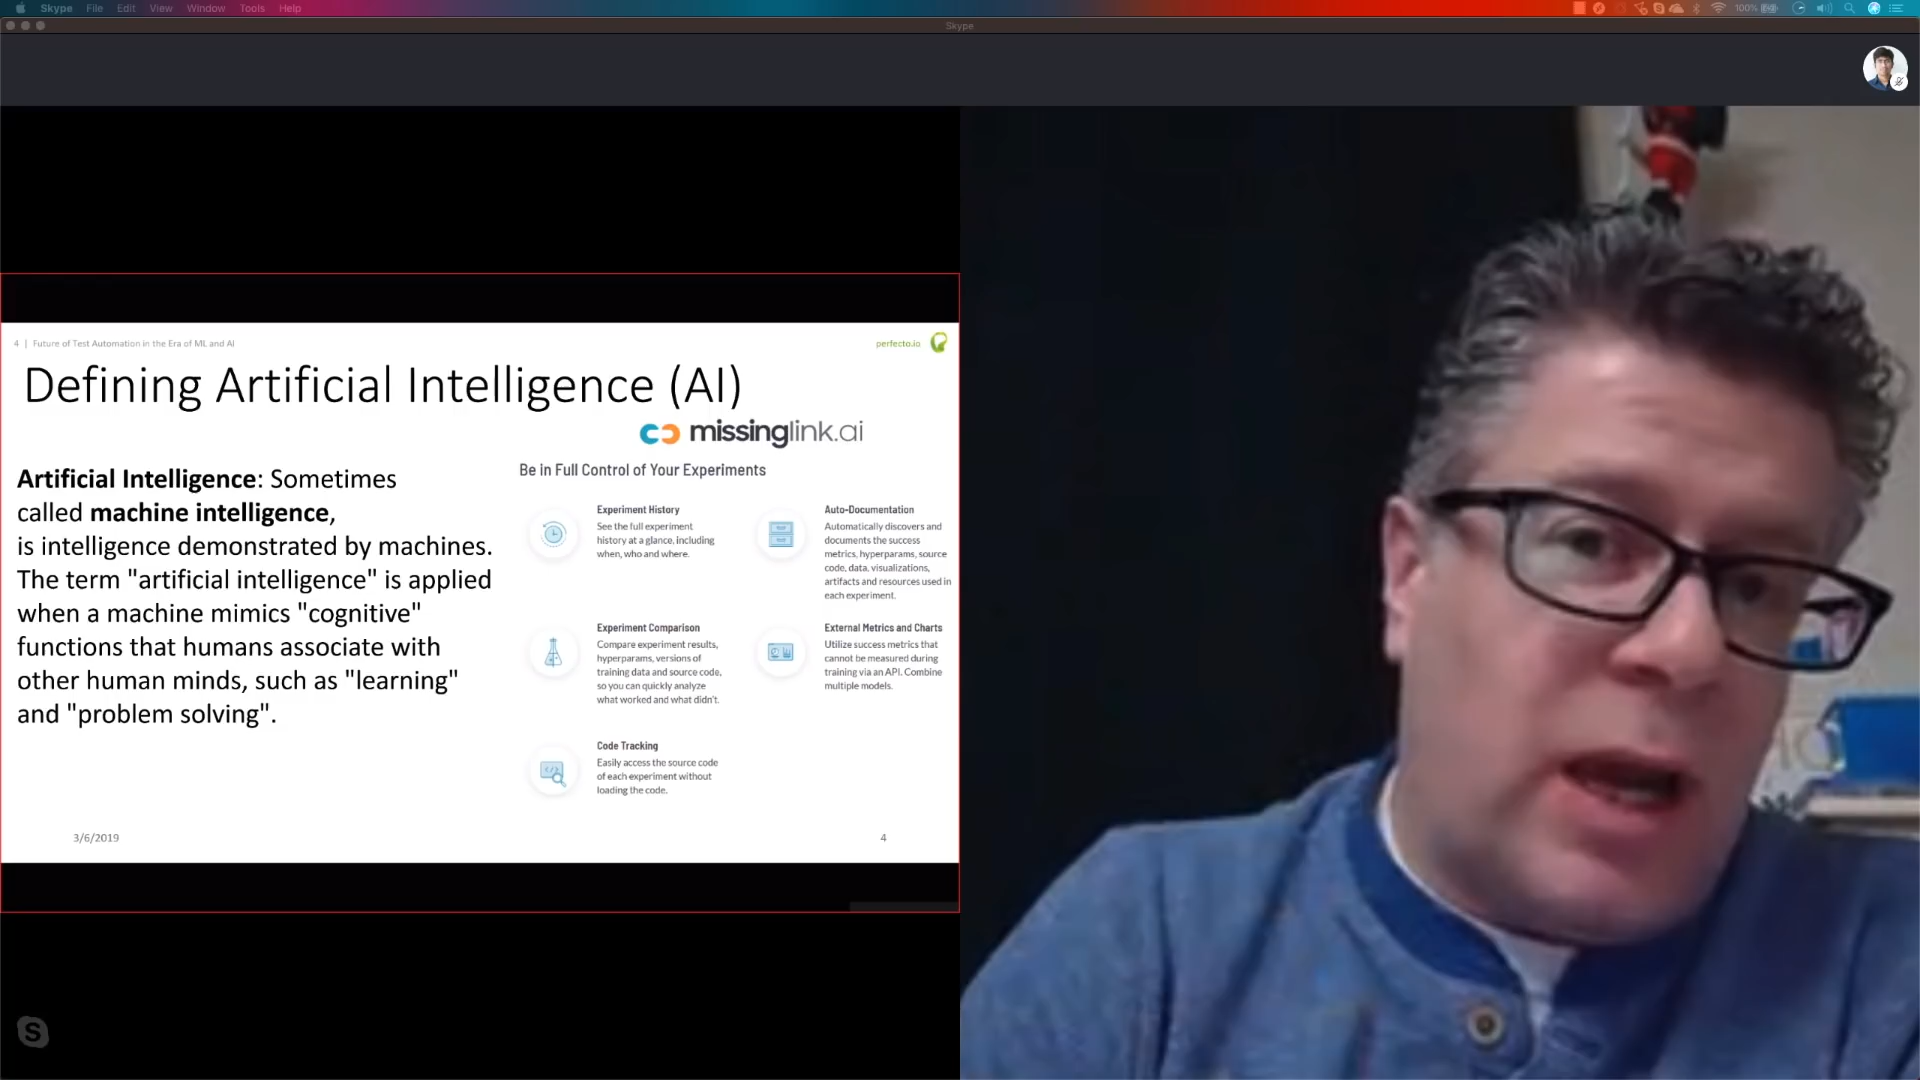 Skype File Edit View Window Tools Help
100%
Skype
4 | Future of Test Automation in the Era of ML and AI
perfecto.io
Defining Artificial Intelligence (AI)
missinglink.ai
Artificial Intelligence: Sometimes
called machine intelligence,
is intelligence demonstrated by machines.
The term "artificial intelligence" is applied
when a machine mimics "cognitive"
functions that humans associate with
other human minds, such as "learning"
and "problem solving".
Be in Full Control of Your Experiments
Experiment History
See the full experiment
history at a glance, including
when, who and where.
Auto-Documentation
Automatically discovers and
documents the success
metrics, hyperparams, source
code, data, visualizations,
artifacts and resources used in
each experiment.
Experiment Comparison
Compare experiment results,
hyperparams, versions of
training data and source code,
so you can quickly analyze
what worked and what didn't.
External Metrics and Charts
Utilize success metrics that
cannot be measured during
training via an API. Combine
multiple models.
Code Tracking
Easily access the source code
of each experiment without
loading the code.
3/6/2019
4